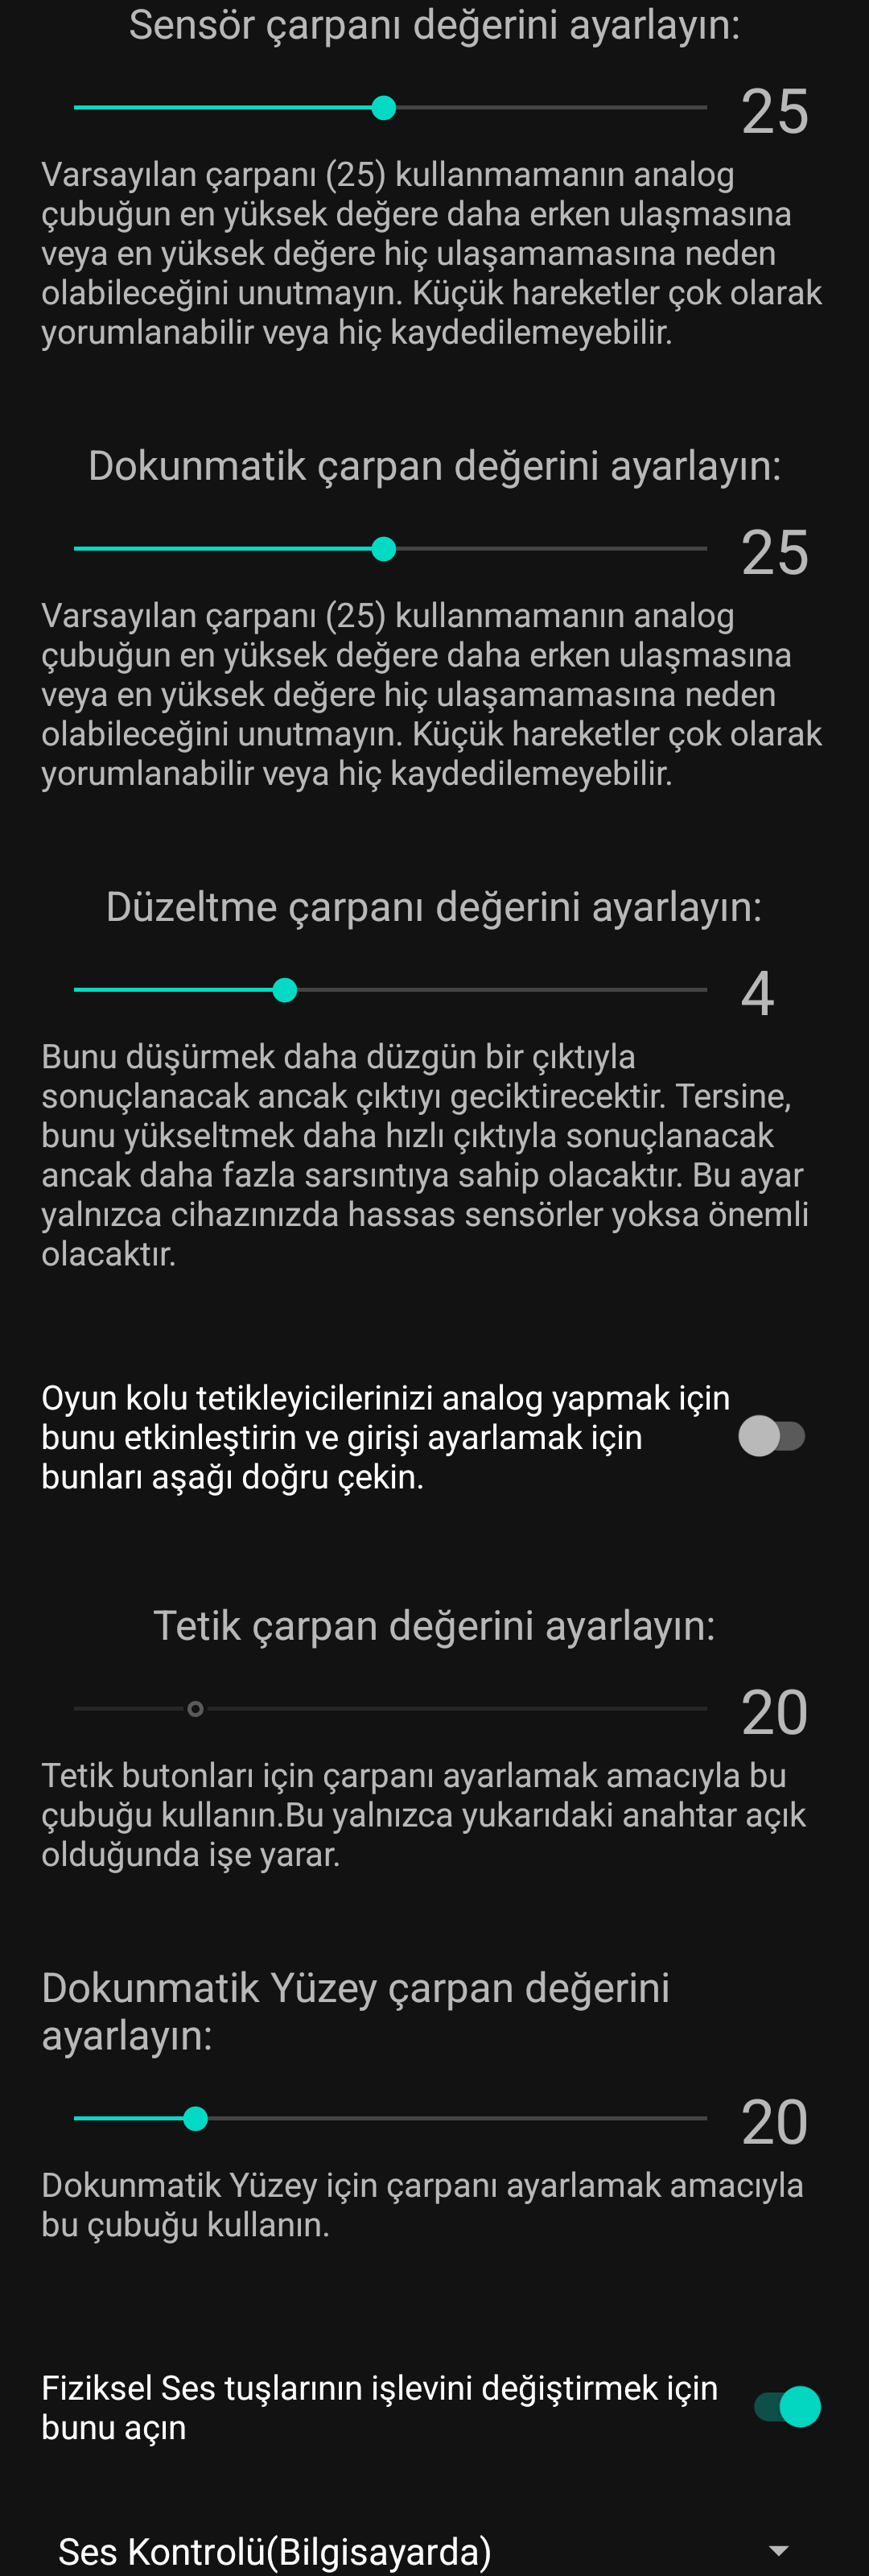 Sensör çarpanı değerini ayarlayın:
25
Varsayılan çarpanı (25) kullanmamanın analog
çubuğun en yüksek değere daha erken ulaşmasına
veya en yüksek değere hiç ulaşamamasına neden
olabileceğini unutmayın. Küçük hareketler çok olarak
yorumlanabilir veya hiç kaydedilemeyebilir.
Dokunmatik çarpan değerini ayarlayın:
25
Varsayılan çarpanı (25) kullanmamanın analog
çubuğun en yüksek değere daha erken ulaşmasına
veya en yüksek değere hiç ulaşamamasına neden
olabileceğini unutmayın. Küçük hareketler çok olarak
yorumlanabilir veya hiç kaydedilemeyebilir.
Düzeltme çarpanı değerini ayarlayın:
4
Bunu düşürmek daha düzgün bir çıktıyla
sonuçlanacak ancak çıktıyı geciktirecektir. Tersine,
bunu yükseltmek daha hızlı çıktıyla sonuçlanacak
ancak daha fazla sarsıntıya sahip olacaktır. Bu ayar
yalnızca cihazınızda hassas sensörler yoksa önemli
olacaktır.
Oyun kolu tetikleyicilerinizi analog yapmak için
bunu etkinleştirin ve girişi ayarlamak için
bunları aşağı doğru çekin.
Tetik çarpan değerini ayarlayın:
20
Tetik butonları için çarpanı ayarlamak amacıyla bu
çubuğu kullanın.Bu yalnızca yukarıdaki anahtar açık
olduğunda işe yarar.
Dokunmatik Yüzey çarpan değerini
ayarlayın:
20
Dokunmatik Yüzey için çarpanı ayarlamak amacıyla
bu çubuğu kullanın.
Fiziksel Ses tuşlarının işlevini değiştirmek için
bunu açın
Ses Kontrolü(Bilgisayarda)